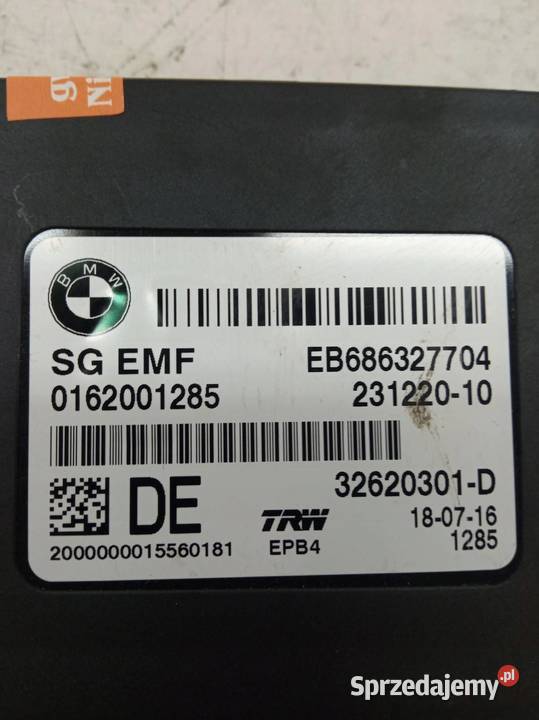 BMW
SG EMF EB686327704
0162001285 231220-10
DE 32620301-D
TRW 18-07-16
2000000015560181 EPB4 1285
Sprzedajemy.pl